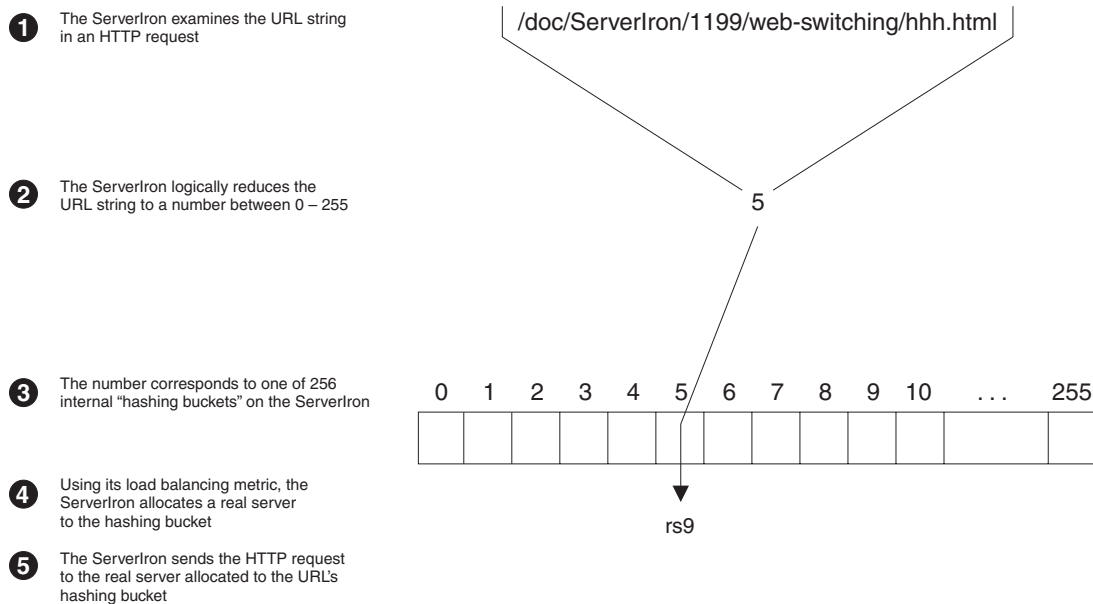 1 The ServerIron examines the URL string
in an HTTP request
/doc/ServerIron/1199/web-switching/hhh.html
2 The ServerIron logically reduces the
URL string to a number between 0 – 255
5
3 The number corresponds to one of 256
internal “hashing buckets” on the ServerIron
0 1 2 3 4 5 6 7 8 9 10 . . . 255
4 Using its load balancing metric, the
ServerIron allocates a real server
to the hashing bucket
rs9
5 The ServerIron sends the HTTP request
to the real server allocated to the URL’s
hashing bucket